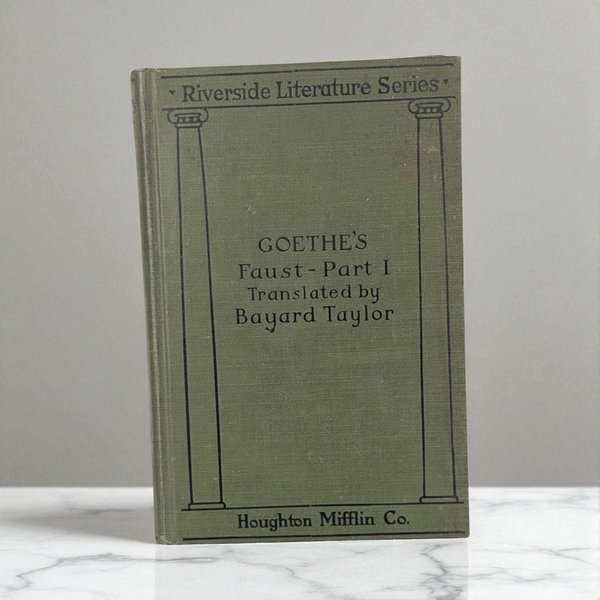 Riverside Literature Series
GOETHE'S
Faust - Part I
Translated by
Bayard Taylor
Houghton Mifflin Co.